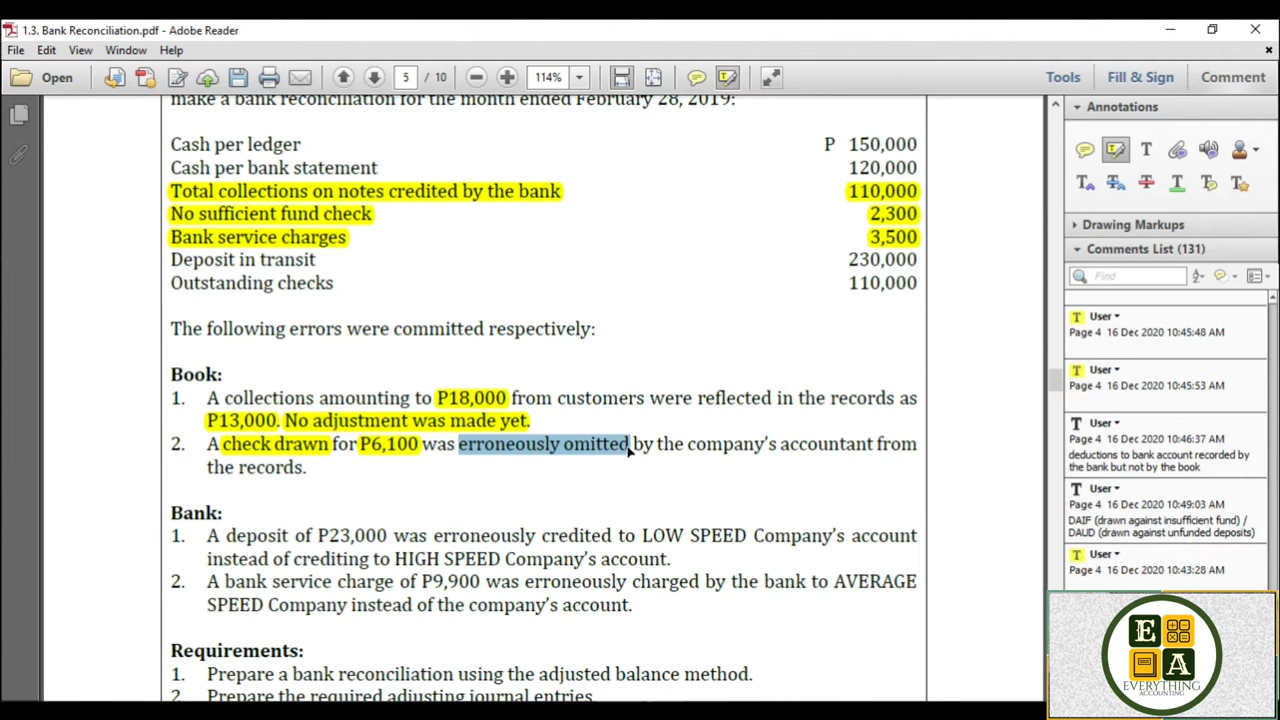 1.3. Bank Reconciliation.pdf - Adobe Reader
File Edit View Window Help
Open 5 / 10 114% Tools Fill & Sign Comment
make a bank reconciliation for the month ended February 28, 2019:
Cash per ledger P 150,000
Cash per bank statement 120,000
Total collections on notes credited by the bank 110,000
No sufficient fund check 2,300
Bank service charges 3,500
Deposit in transit 230,000
Outstanding checks 110,000
The following errors were committed respectively:
Book:
1. A collections amounting to P18,000 from customers were reflected in the records as
P13,000. No adjustment was made yet.
2. A check drawn for P6,100 was erroneously omitted by the company's accountant from
the records.
Bank:
1. A deposit of P23,000 was erroneously credited to LOW SPEED Company's account
instead of crediting to HIGH SPEED Company's account.
2. A bank service charge of P9,900 was erroneously charged by the bank to AVERAGE
SPEED Company instead of the company's account.
Requirements:
1. Prepare a bank reconciliation using the adjusted balance method.
2. Prepare the required adjusting journal entries.
Annotations
Drawing Markups
Comments List (131)
Find
User
Page 4 16 Dec 2020 10:45:48 AM
User
Page 4 16 Dec 2020 10:45:53 AM
User
Page 4 16 Dec 2020 10:46:37 AM
deductions to bank account recorded by
the bank but not by the book
User
Page 4 16 Dec 2020 10:49:03 AM
DAIF (drawn against insufficient fund) /
DAUD (drawn against unfunded deposits)
User
Page 4 16 Dec 2020 10:43:28 AM
E
A
EVERYTHING
ACCOUNTING